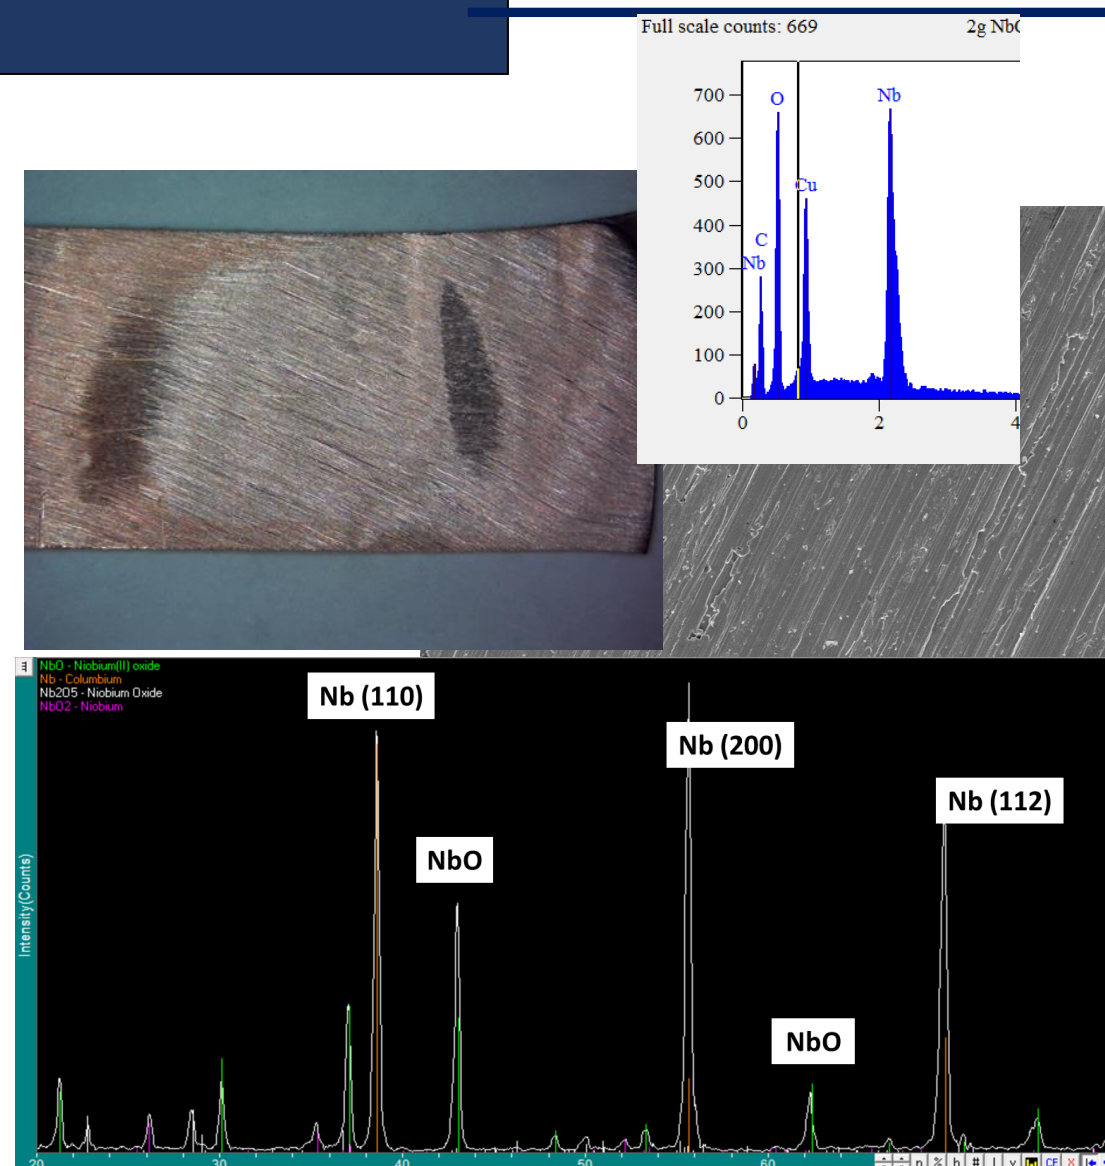 Full scale counts: 669 2g Nb
700
O
Nb
600
500
Cu
400
C
300
Nb
200
100
0
0 2 4
NbO - Niobium(II) oxide
Nb - Columbium
Nb2O5 - Niobium Oxide
NbO2 - Niobium
Nb (110)
Nb (200)
Nb (112)
NbO
NbO
Intensity(Counts)
20 30 40 50 60
n % h # l v CF X